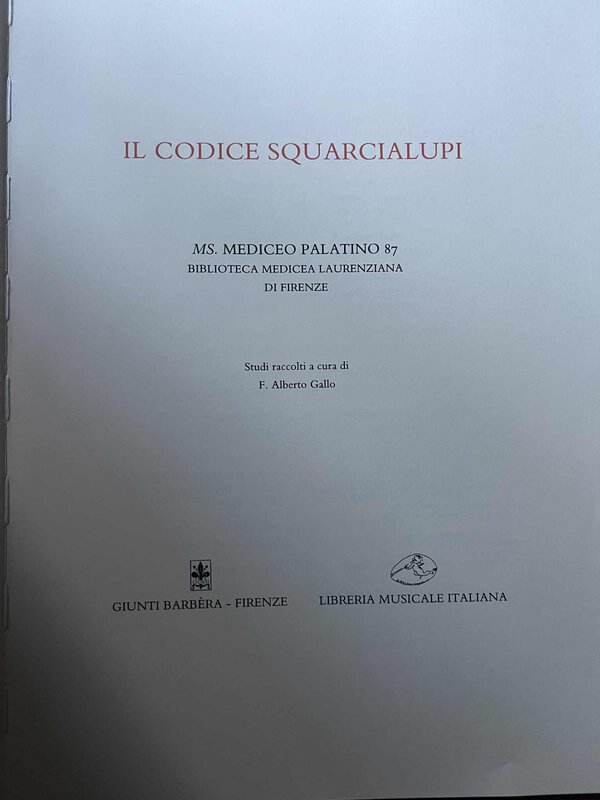 IL CODICE SQUARCIALUPI
MS. MEDICEO PALATINO 87
BIBLIOTECA MEDICEA LAURENZIANA
DI FIRENZE
Studi raccolti a cura di
F. Alberto Gallo
GIUNTI BARBÈRA - FIRENZE
LIBRERIA MUSICALE ITALIANA